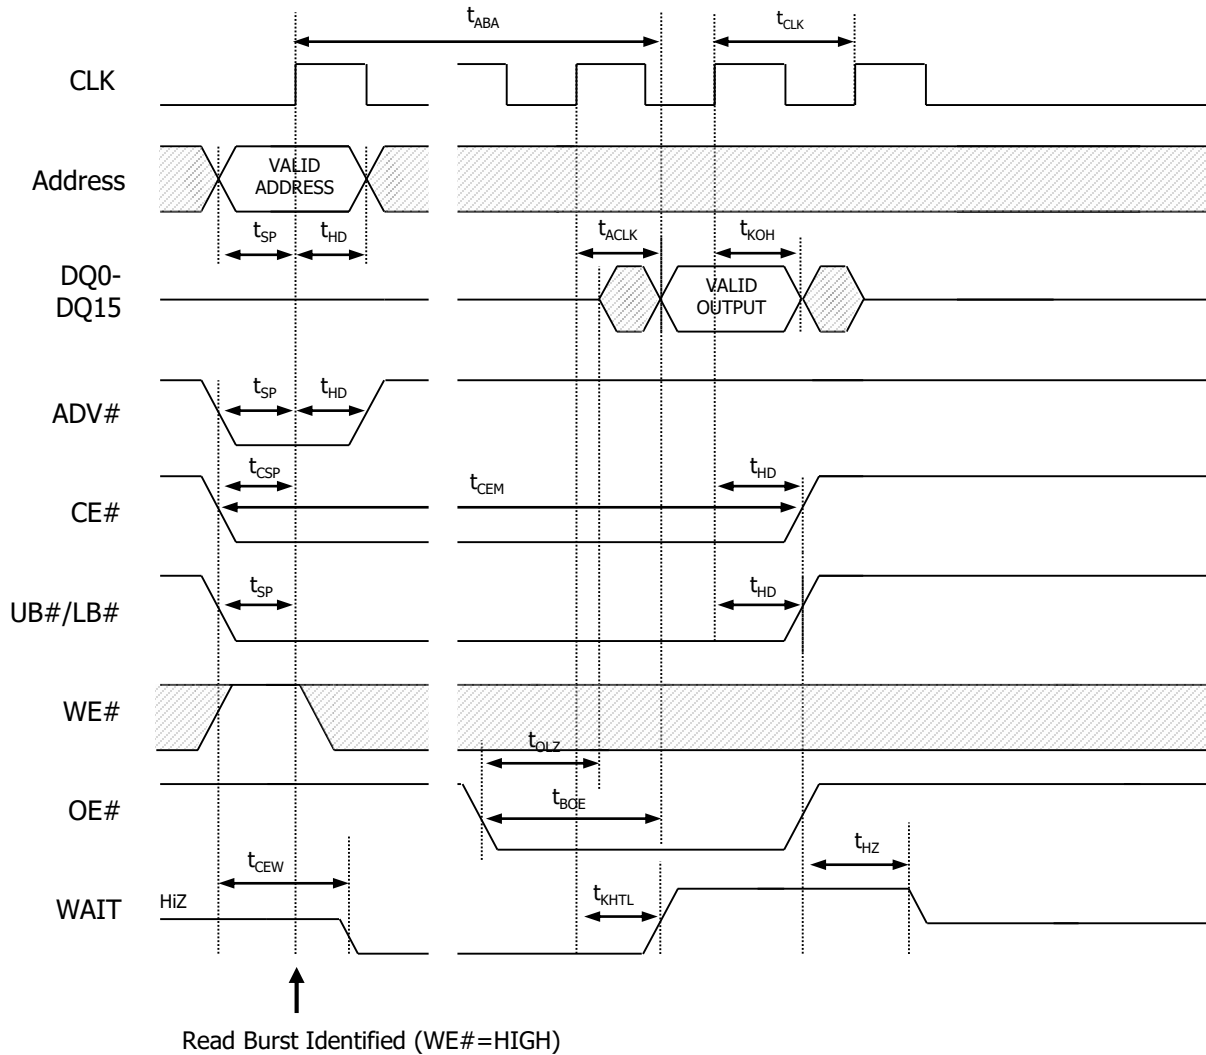 tABA
tCLK
CLK
Address
VALID
ADDRESS
tSP
tHD
tACLK
tKOH
DQ0-
DQ15
VALID
OUTPUT
ADV#
tSP
tHD
CE#
tCSP
tCEM
tHD
UB#/LB#
tSP
tHD
WE#
tOLZ
OE#
tBOE
tHZ
tCEW
WAIT
HiZ
tKHTL
Read Burst Identified (WE#=HIGH)